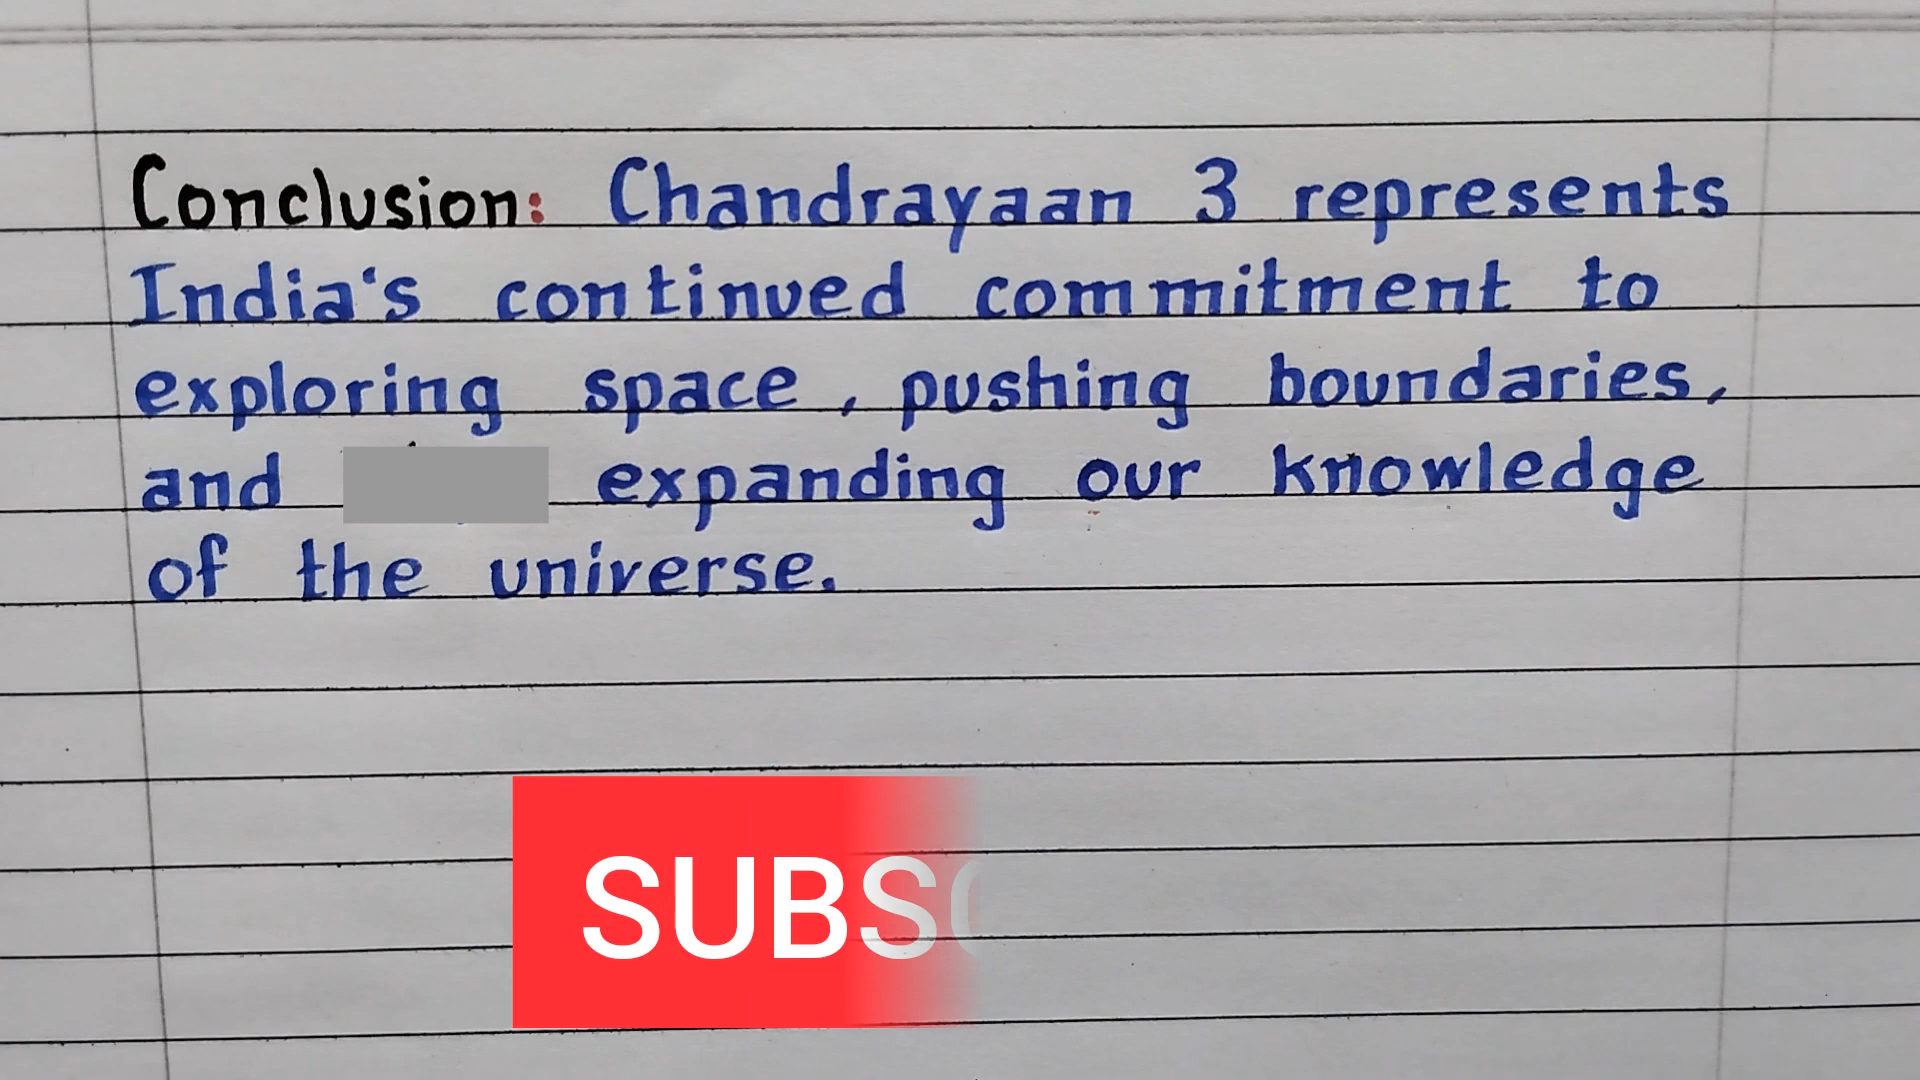 Conclusion: Chandrayaan 3 represents
India's continued commitment to
exploring space, pushing boundaries,
and expanding our knowledge
of the universe.
SUBSC